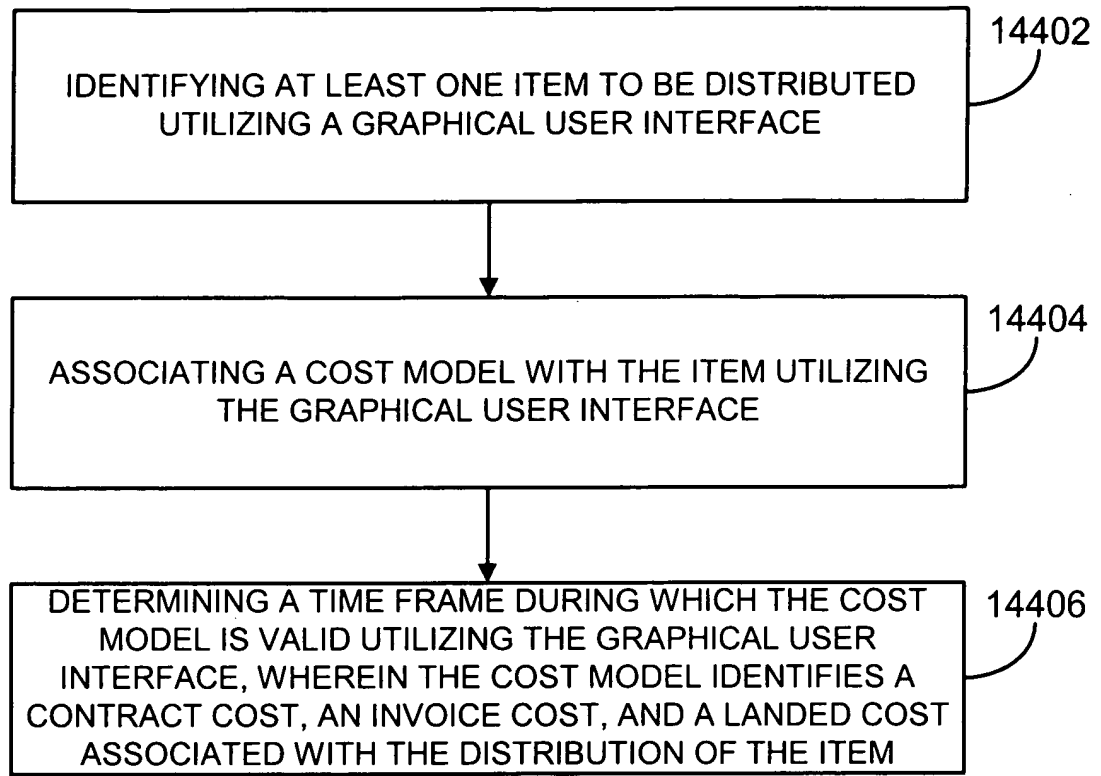 14402
IDENTIFYING AT LEAST ONE ITEM TO BE DISTRIBUTED
UTILIZING A GRAPHICAL USER INTERFACE
14404
ASSOCIATING A COST MODEL WITH THE ITEM UTILIZING
THE GRAPHICAL USER INTERFACE
14406
DETERMINING A TIME FRAME DURING WHICH THE COST
MODEL IS VALID UTILIZING THE GRAPHICAL USER
INTERFACE, WHEREIN THE COST MODEL IDENTIFIES A
CONTRACT COST, AN INVOICE COST, AND A LANDED COST
ASSOCIATED WITH THE DISTRIBUTION OF THE ITEM